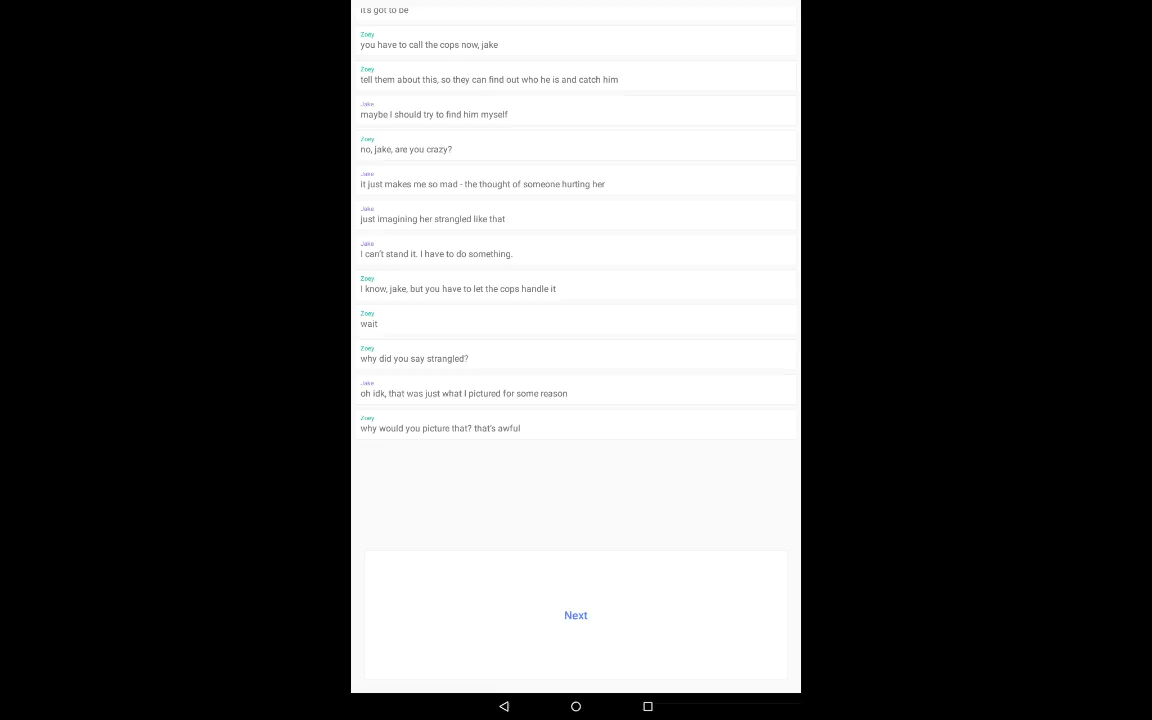 it's got to be
Zoey
you have to call the cops now, jake
Zoey
tell them about this, so they can find out who he is and catch him
Jake
maybe I should try to find him myself
Zoey
no, jake, are you crazy?
Jake
it just makes me so mad - the thought of someone hurting her
Jake
just imagining her strangled like that
Jake
I can't stand it. I have to do something.
Zoey
I know, jake, but you have to let the cops handle it
Zoey
wait
Zoey
why did you say strangled?
Jake
oh idk, that was just what I pictured for some reason
Zoey
why would you picture that? that's awful
Next